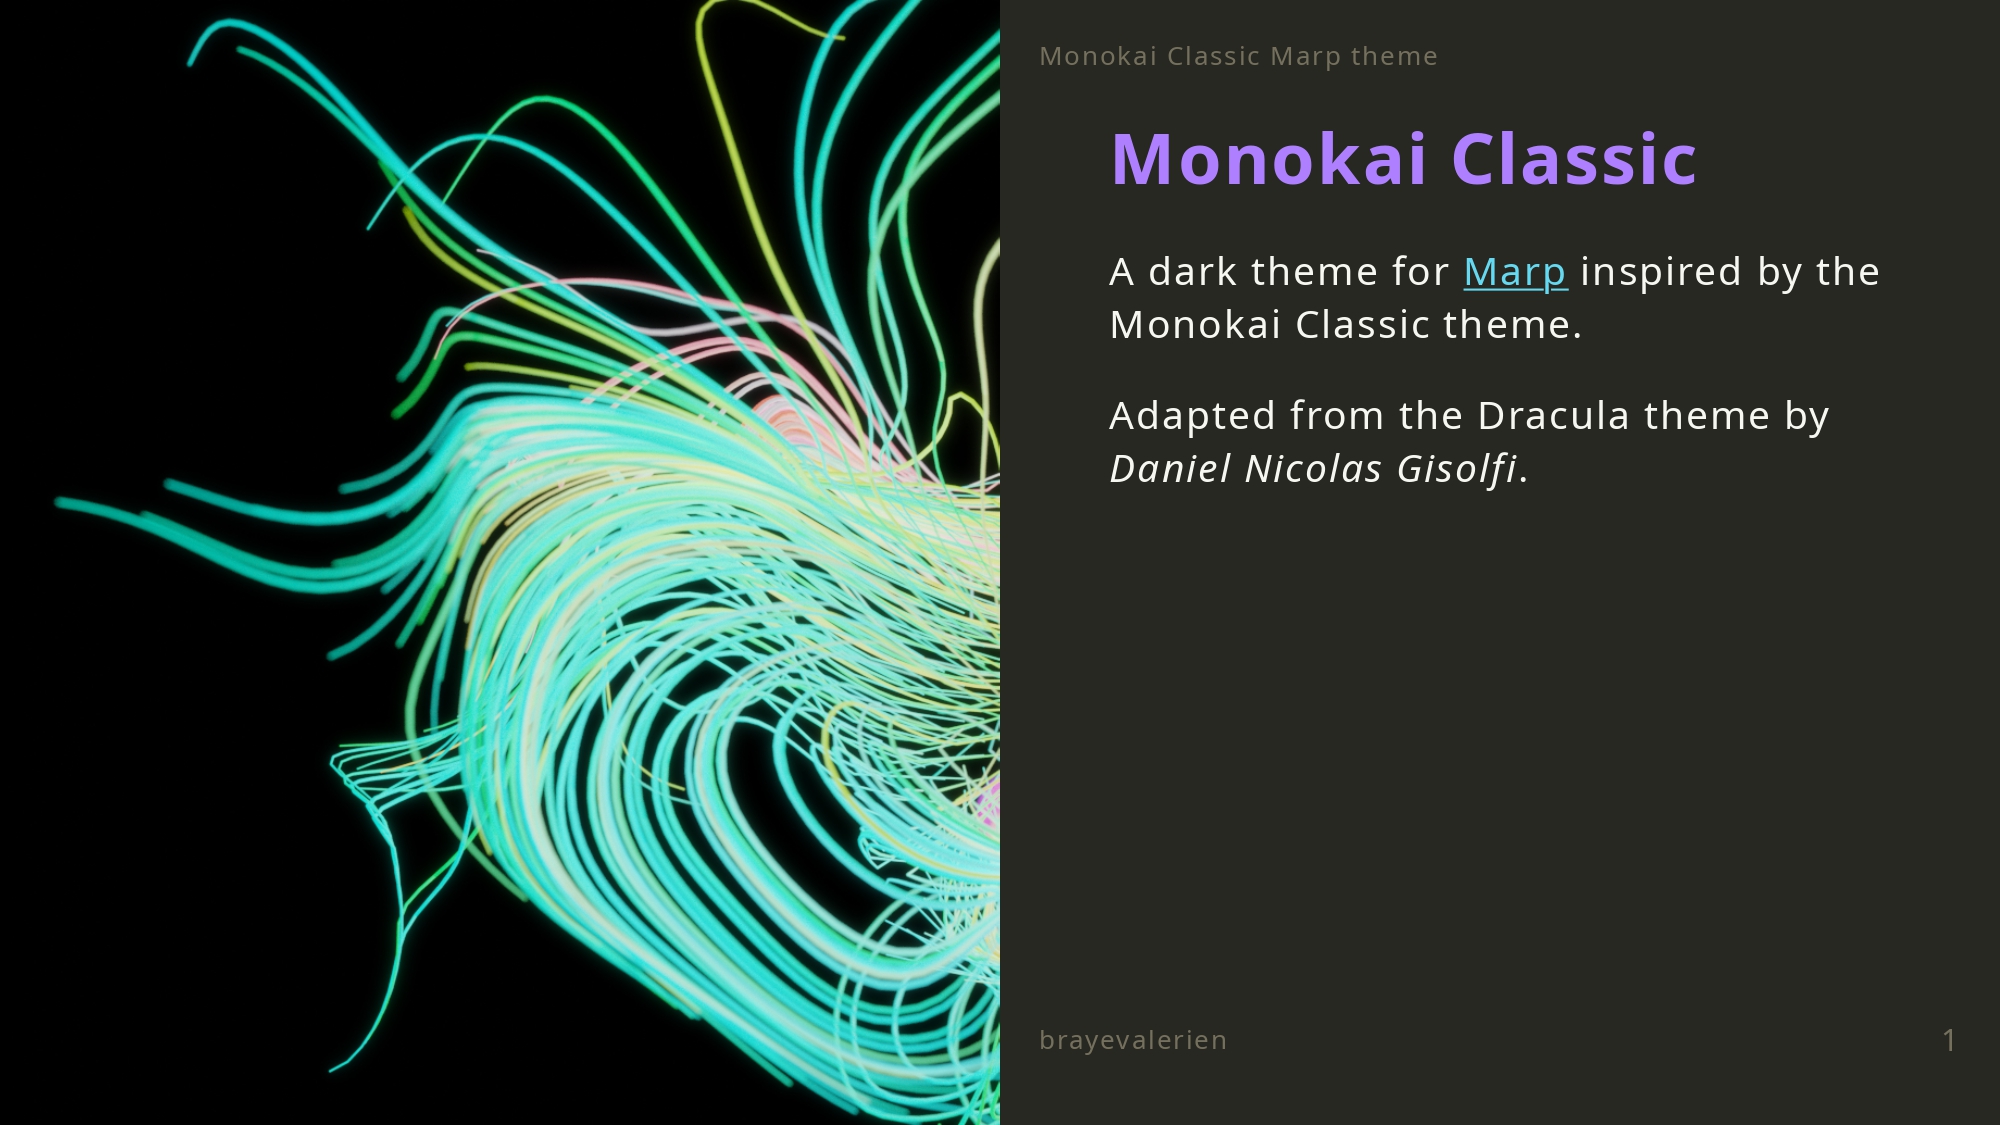 Monokai Classic Marp theme
Monokai Classic
A dark theme for Marp inspired by the
Monokai Classic theme.
Adapted from the Dracula theme by
Daniel Nicolas Gisolfi.
brayevalerien
1